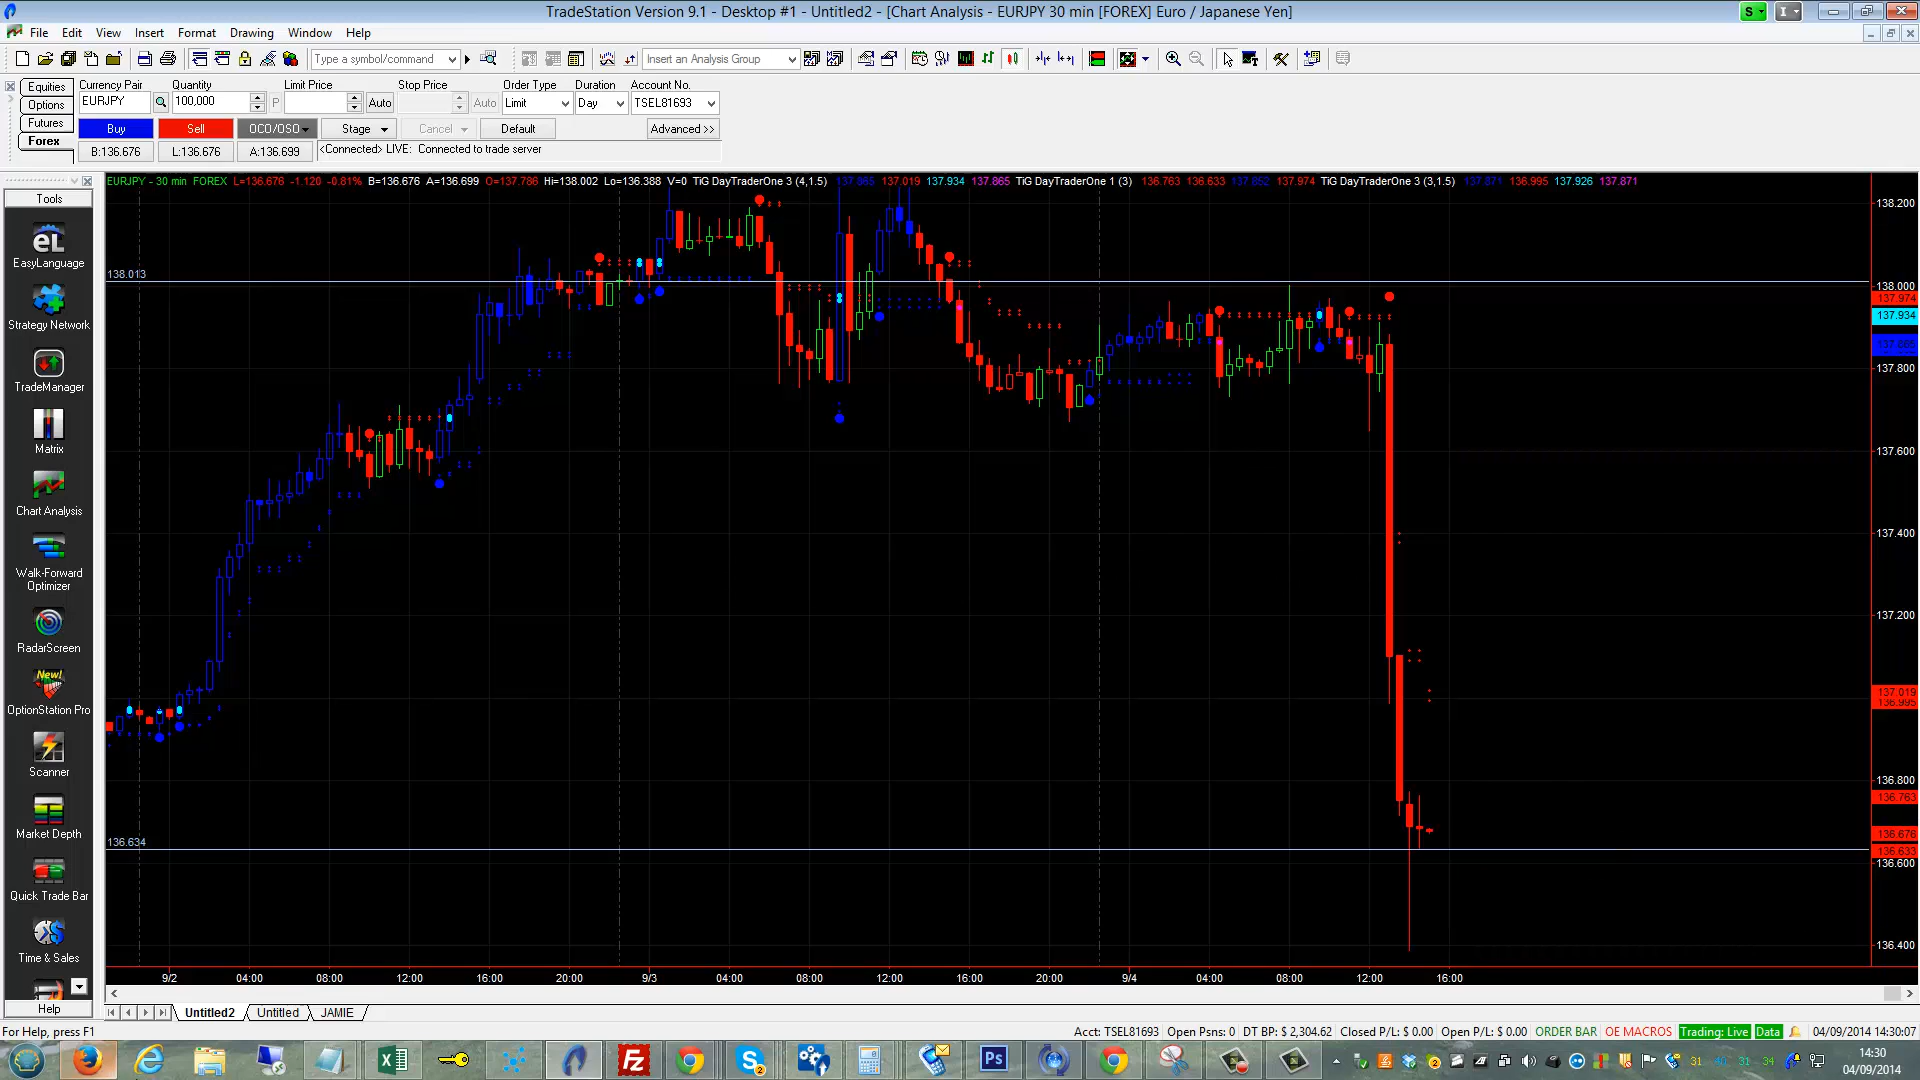 TradeStation Version 9.1 - Desktop #1 - Untitled2 - [Chart Analysis - EURJPY 30 min [FOREX] Euro / Japanese Yen]
S
I
File Edit View Insert Format Drawing Window Help
Type a symbol/command
Insert an Analysis Group
Equities
Options
Futures
Forex
Currency Pair Quantity Limit Price Stop Price Order Type Duration Account No.
EURJPY 100,000 P Auto Auto Limit Day TSEL81693
Buy Sell OCO/OSO Stage Cancel Default Advanced >>
B:136.676 L:136.676 A:136.699 <Connected> LIVE: Connected to trade server
Tools
EasyLanguage
Strategy Network
TradeManager
Matrix
Chart Analysis
Walk-Forward
Optimizer
RadarScreen
New!
OptionStation Pro
Scanner
Market Depth
Quick Trade Bar
Time & Sales
Help
EURJPY - 30 min FOREX L=136.676 -1.120 -0.81% B=136.676 A=136.699 O=137.786 Hi=138.002 Lo=136.388 V=0 TiG DayTraderOne 3 (4,1.5) 137.865 137.019 137.934 137.865 TiG DayTraderOne 1 (3) 136.763 136.633 137.852 137.974 TiG DayTraderOne 3 (3,1.5) 137.871 136.995 137.926 137.871
138.013
136.634
138.200
138.000
137.974
137.934
137.865
137.800
137.600
137.400
137.200
137.019
136.995
136.800
136.763
136.676
136.633
136.600
136.400
9/2 04:00 08:00 12:00 16:00 20:00 9/3 04:00 08:00 12:00 16:00 20:00 9/4 04:00 08:00 12:00 16:00
Untitled2 Untitled JAMIE
For Help, press F1
Acct: TSEL81693 Open Psns: 0 DT BP: $ 2,304.62 Closed P/L: $ 0.00 Open P/L: $ 0.00 ORDER BAR OE MACROS Trading: Live Data 04/09/2014 14:30:07
31 40 31 34
14:30
04/09/2014